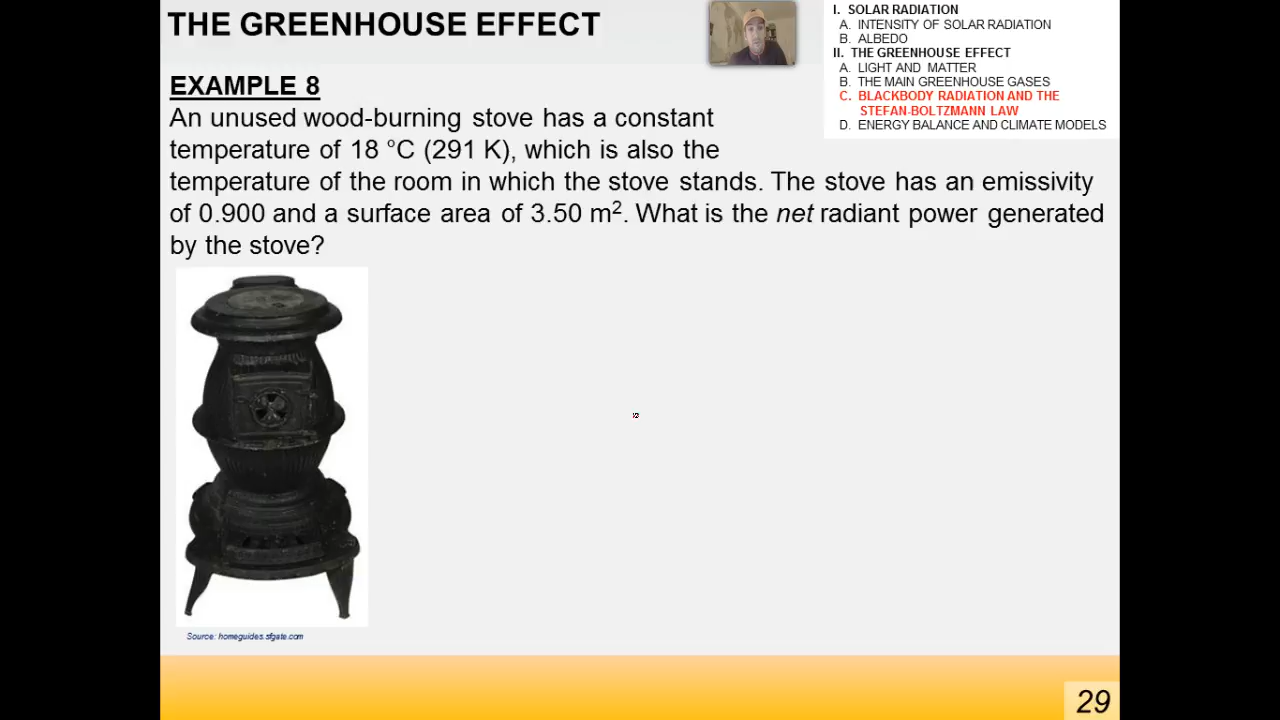 THE GREENHOUSE EFFECT
I. SOLAR RADIATION
A. INTENSITY OF SOLAR RADIATION
B. ALBEDO
II. THE GREENHOUSE EFFECT
A. LIGHT AND MATTER
B. THE MAIN GREENHOUSE GASES
C. BLACKBODY RADIATION AND THE
STEFAN-BOLTZMANN LAW
D. ENERGY BALANCE AND CLIMATE MODELS
EXAMPLE 8
An unused wood-burning stove has a constant
temperature of 18 °C (291 K), which is also the
temperature of the room in which the stove stands. The stove has an emissivity
of 0.900 and a surface area of 3.50 m². What is the net radiant power generated
by the stove?
Source: homeguides.sfgate.com
29